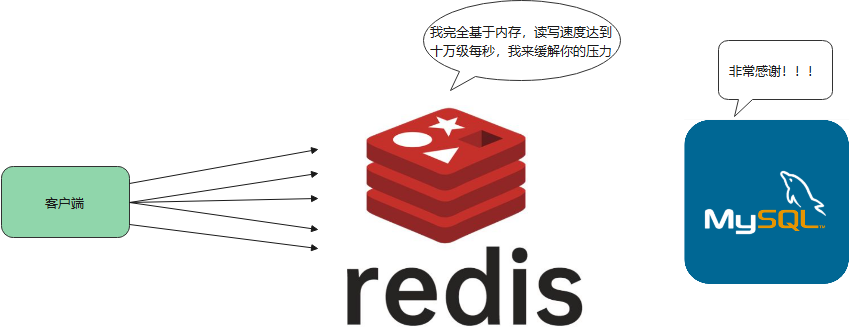 我完全基于内存，读写速度达到
十万级每秒，我来缓解你的压力
非常感谢！！！
客户端
MySQL™
redis